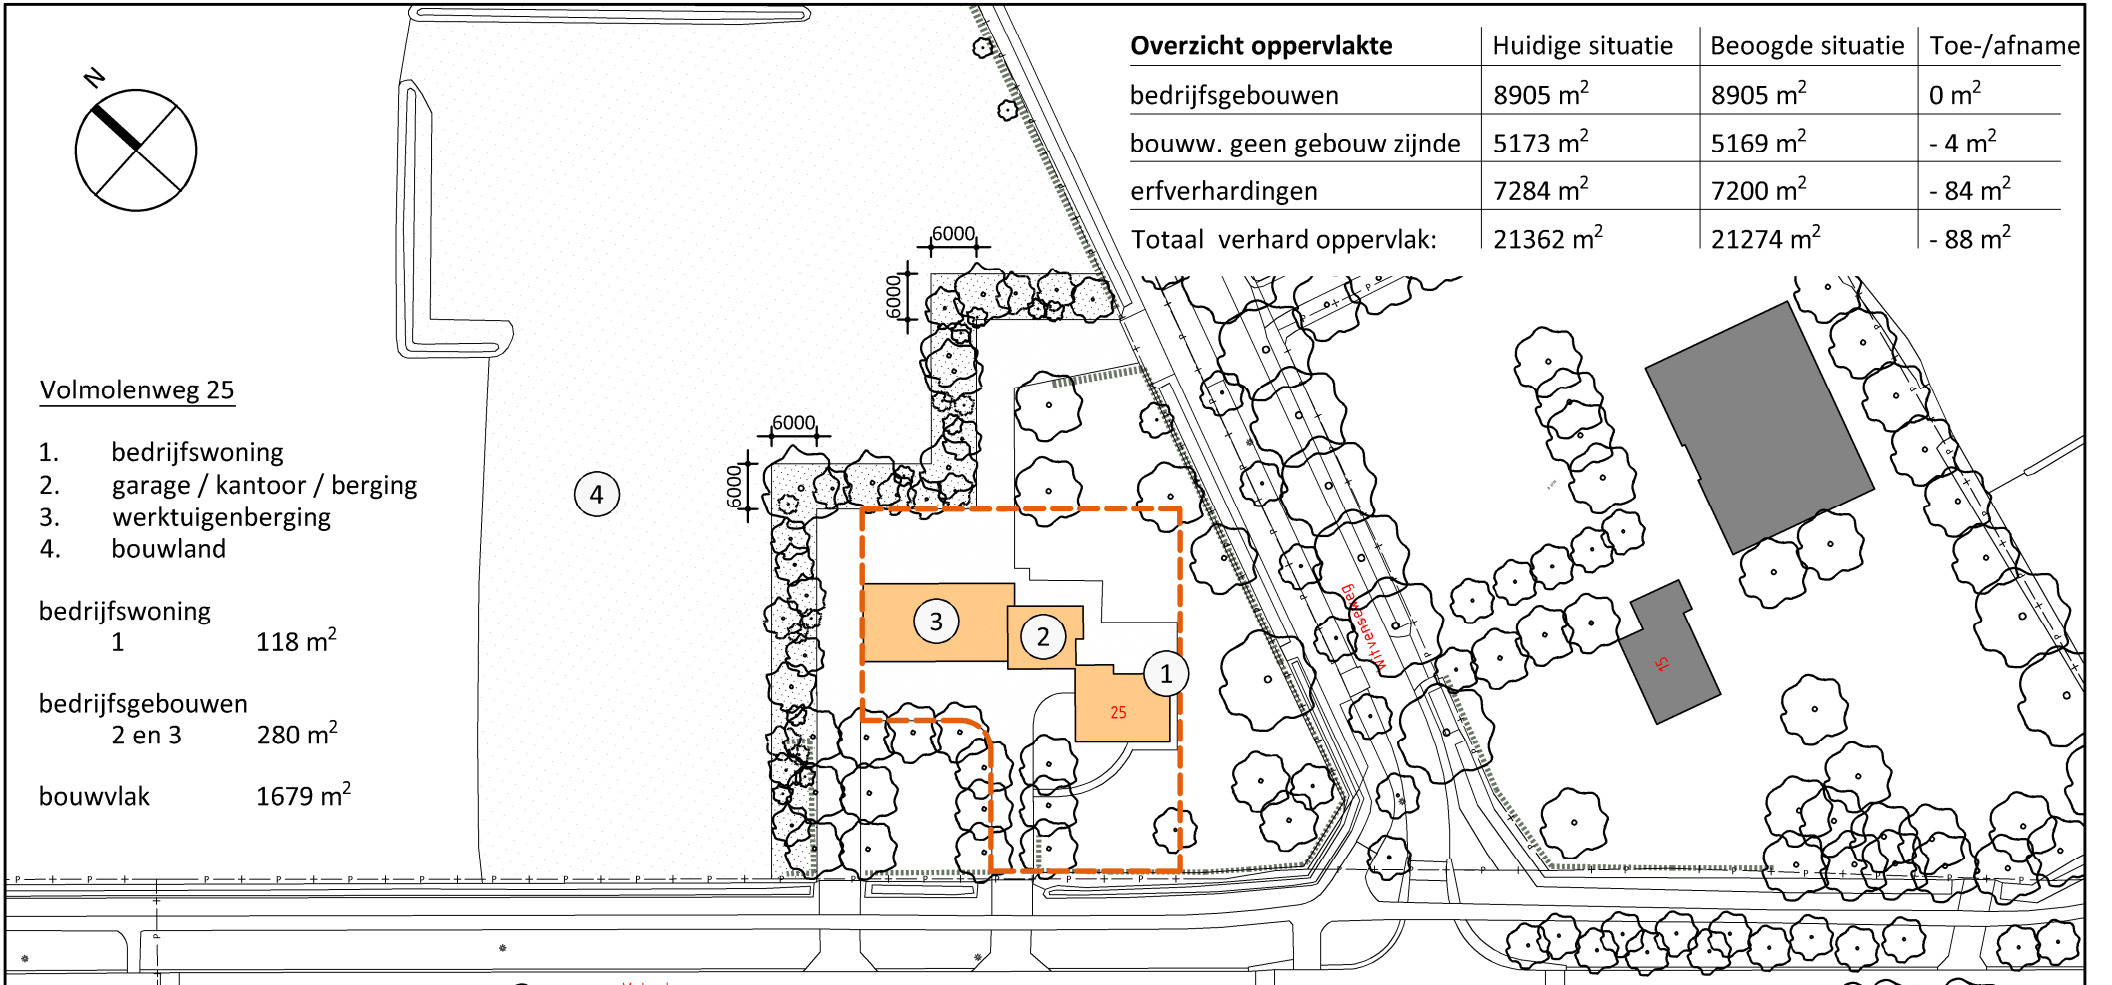 N
Overzicht oppervlakte Huidige situatie Beoogde situatie Toe-/afname
bedrijfsgebouwen 8905 m² 8905 m² 0 m²
bouww. geen gebouw zijnde 5173 m² 5169 m² - 4 m²
erfverhardingen 7284 m² 7200 m² - 84 m²
Totaal verhard oppervlak: 21362 m² 21274 m² - 88 m²
6000
6000
6000
6000
Volmolenweg 25
1. bedrijfswoning
2. garage / kantoor / berging
3. werktuigenberging
4. bouwland
bedrijfswoning
1 118 m²
bedrijfsgebouwen
2 en 3 280 m²
bouwvlak 1679 m²
4
3
2
1
25
Witvenseweg
15